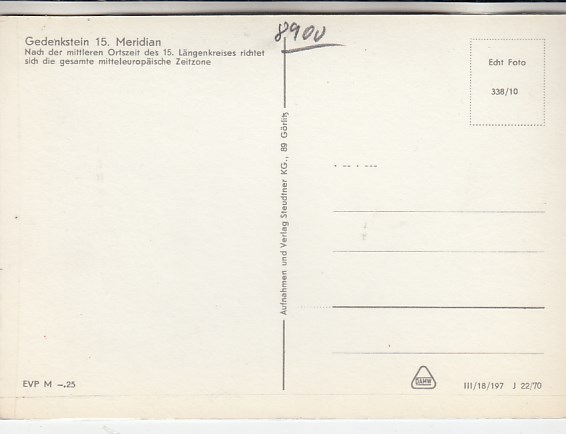 8900
Gedenkstein 15. Meridian
Nach der mittleren Ortszeit des 15. Längenkreises richtet
sich die gesamte mitteleuropäische Zeitzone
Echt Foto
338/10
Aufnahmen und Verlag Steudtner KG., 89 Görlitz
EVP M –.25
DAMW
III/18/197 J 22/70